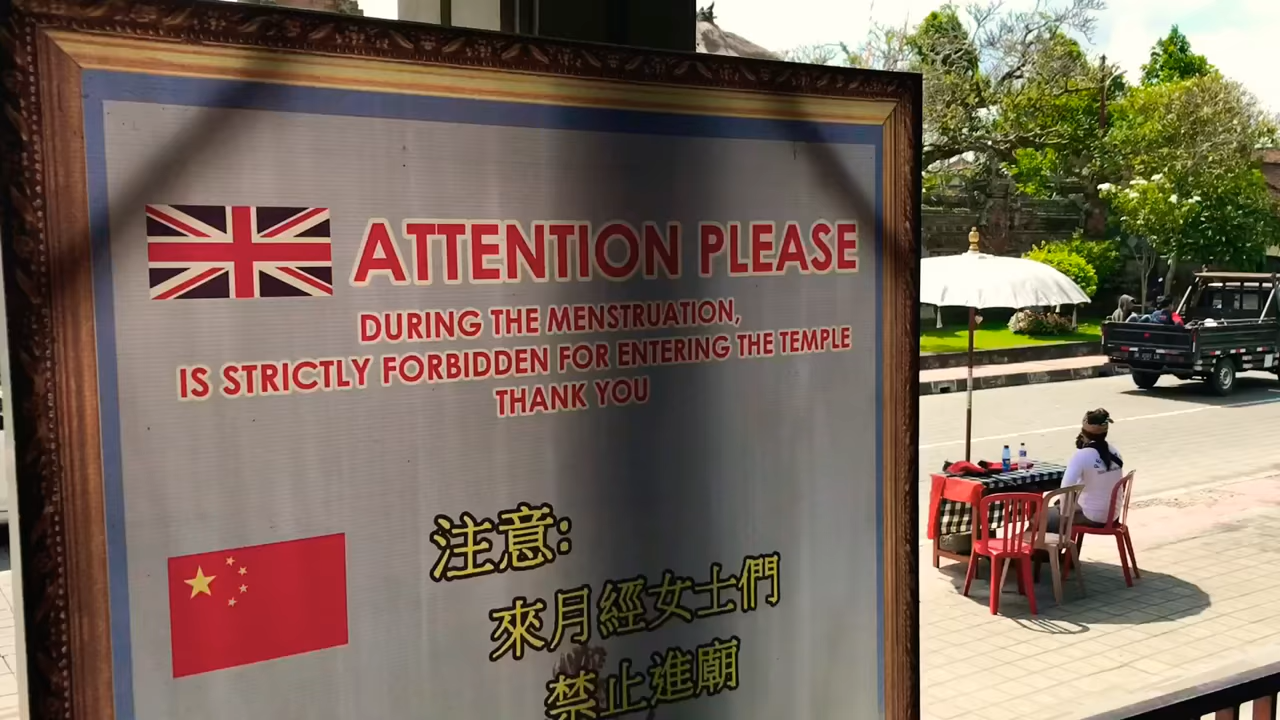 ATTENTION PLEASE
DURING THE MENSTRUATION,
IS STRICTLY FORBIDDEN FOR ENTERING THE TEMPLE
THANK YOU
注意:
來月經女士們
禁止進廟